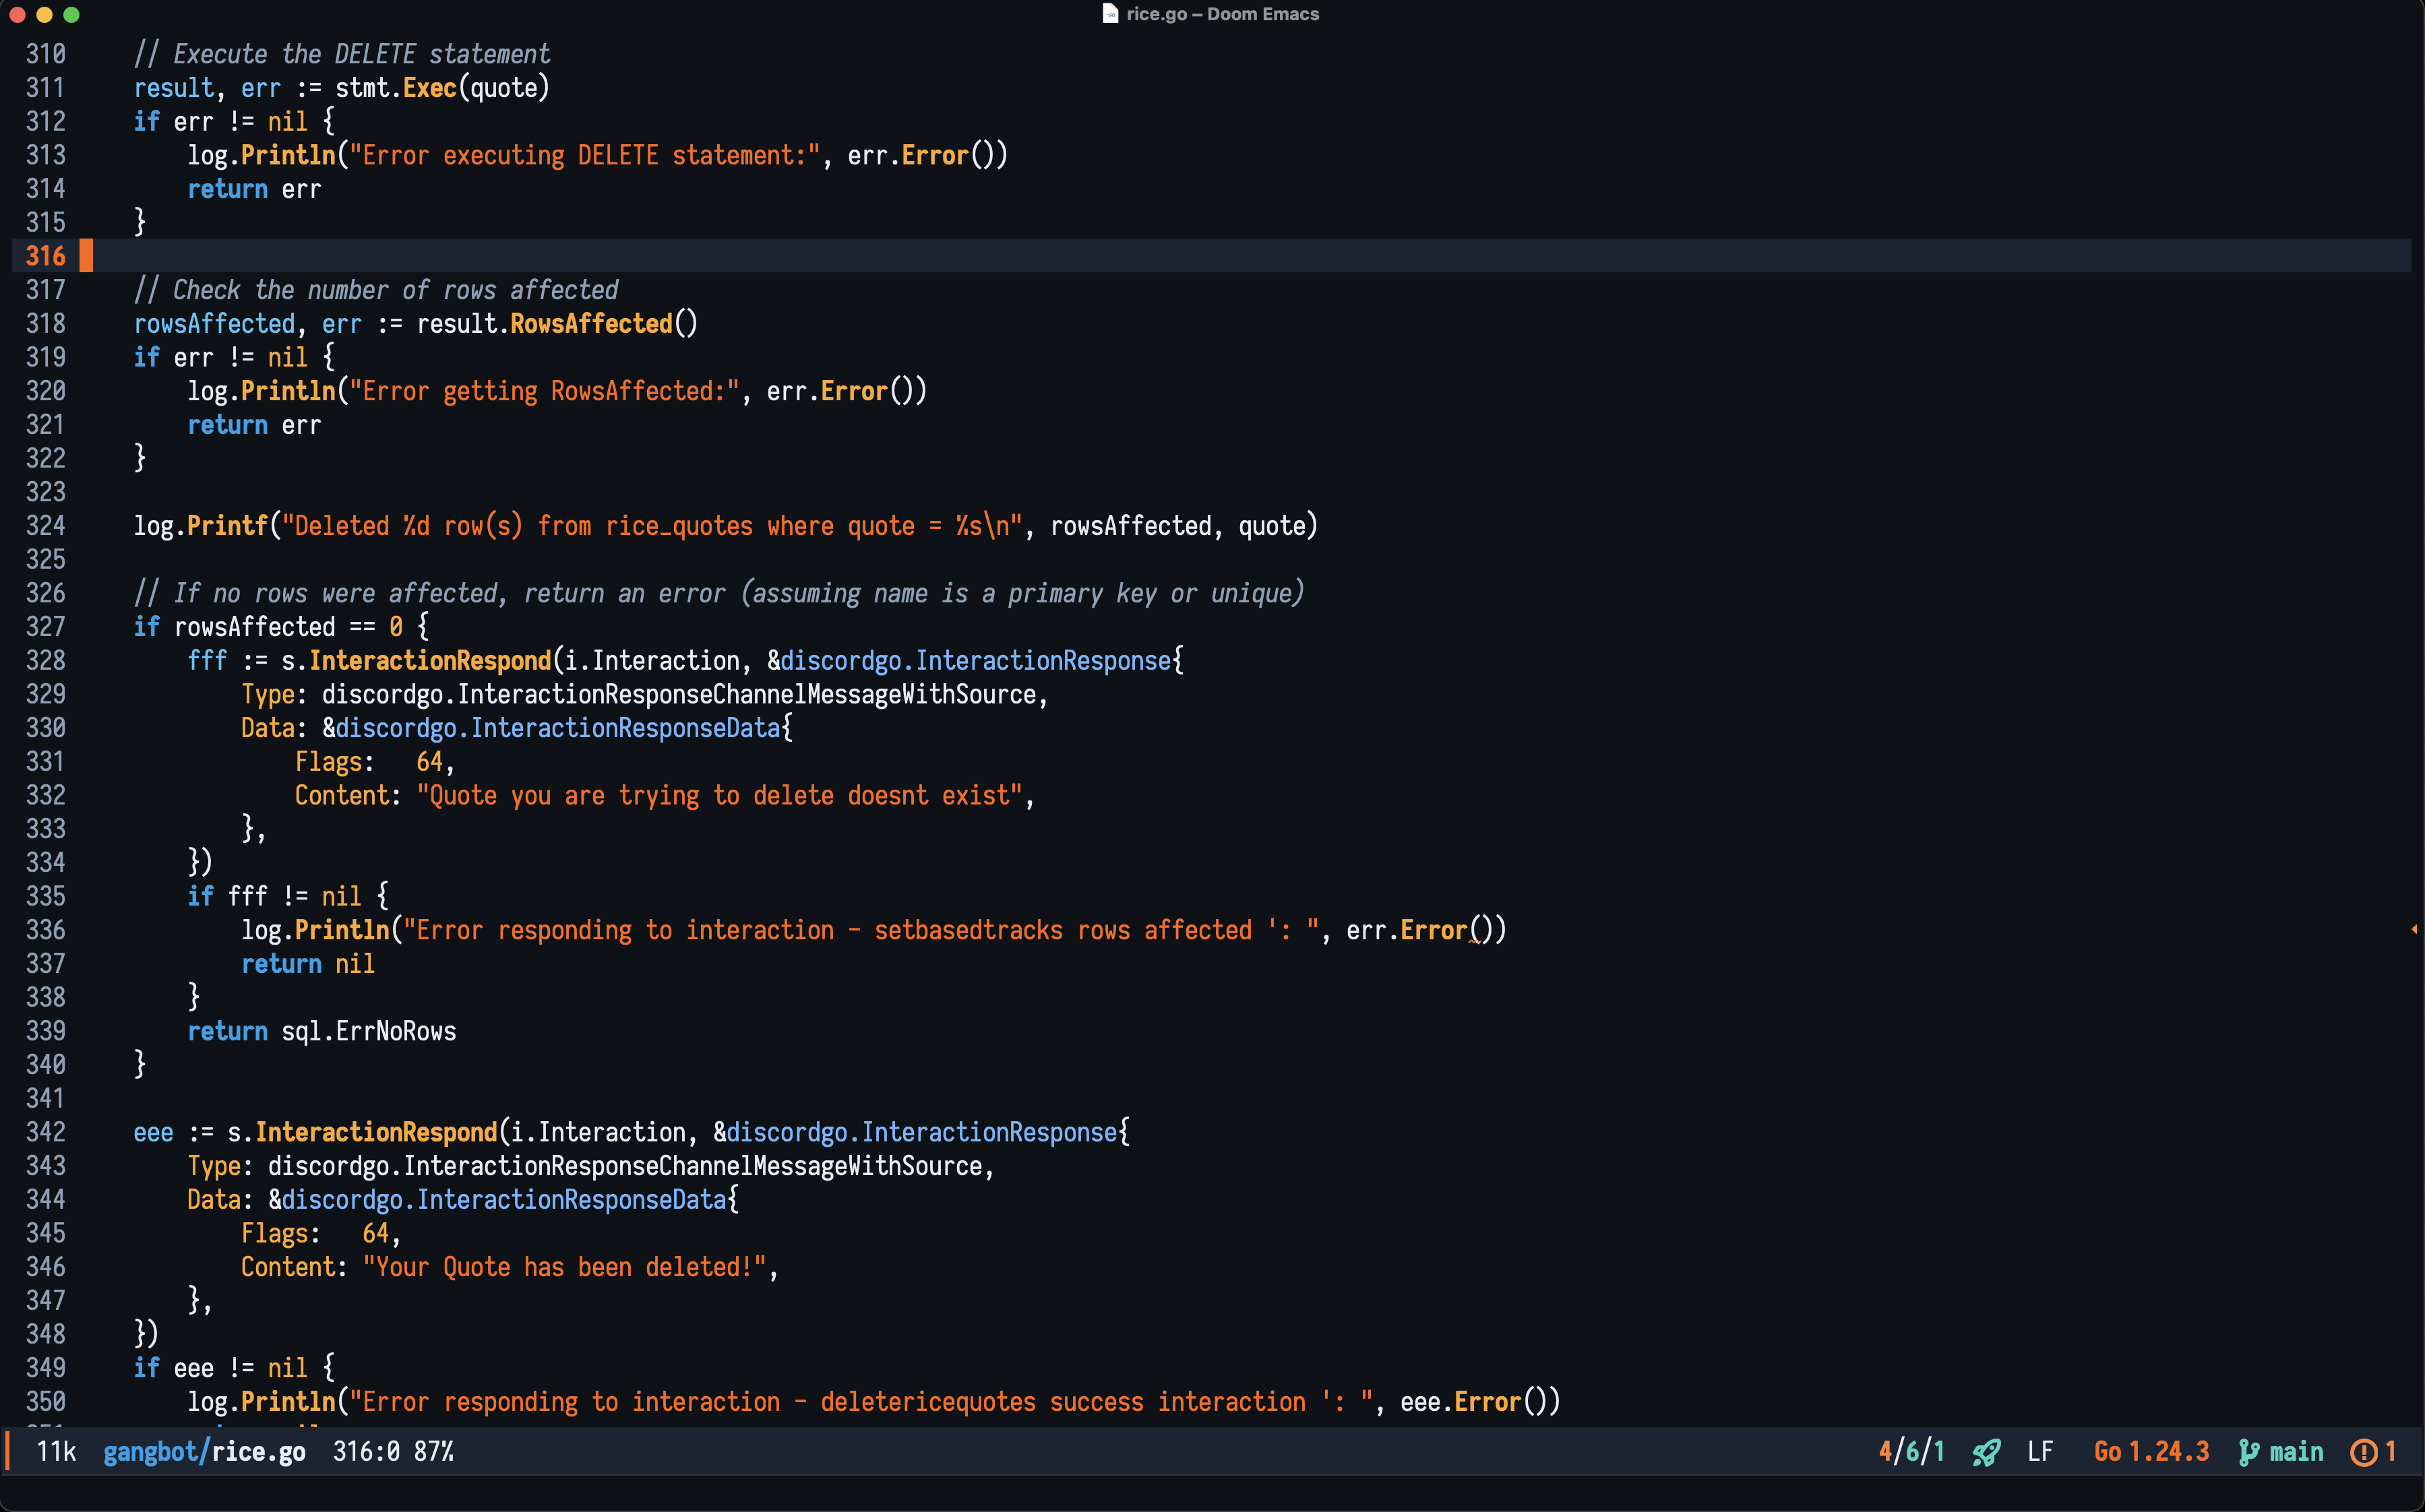 rice.go – Doom Emacs
310 // Execute the DELETE statement
311 result, err := stmt.Exec(quote)
312 if err != nil {
313 log.Println("Error executing DELETE statement:", err.Error())
314 return err
315 }
316
317 // Check the number of rows affected
318 rowsAffected, err := result.RowsAffected()
319 if err != nil {
320 log.Println("Error getting RowsAffected:", err.Error())
321 return err
322 }
323
324 log.Printf("Deleted %d row(s) from rice_quotes where quote = %s\n", rowsAffected, quote)
325
326 // If no rows were affected, return an error (assuming name is a primary key or unique)
327 if rowsAffected == 0 {
328 fff := s.InteractionRespond(i.Interaction, &discordgo.InteractionResponse{
329 Type: discordgo.InteractionResponseChannelMessageWithSource,
330 Data: &discordgo.InteractionResponseData{
331 Flags:   64,
332 Content: "Quote you are trying to delete doesnt exist",
333 },
334 })
335 if fff != nil {
336 log.Println("Error responding to interaction - setbasedtracks rows affected ': ", err.Error())
337 return nil
338 }
339 return sql.ErrNoRows
340 }
341
342 eee := s.InteractionRespond(i.Interaction, &discordgo.InteractionResponse{
343 Type: discordgo.InteractionResponseChannelMessageWithSource,
344 Data: &discordgo.InteractionResponseData{
345 Flags:   64,
346 Content: "Your Quote has been deleted!",
347 },
348 })
349 if eee != nil {
350 log.Println("Error responding to interaction - deletericequotes success interaction ': ", eee.Error())
11k gangbot/rice.go 316:0 87% 4/6/1 LF Go 1.24.3 main 1